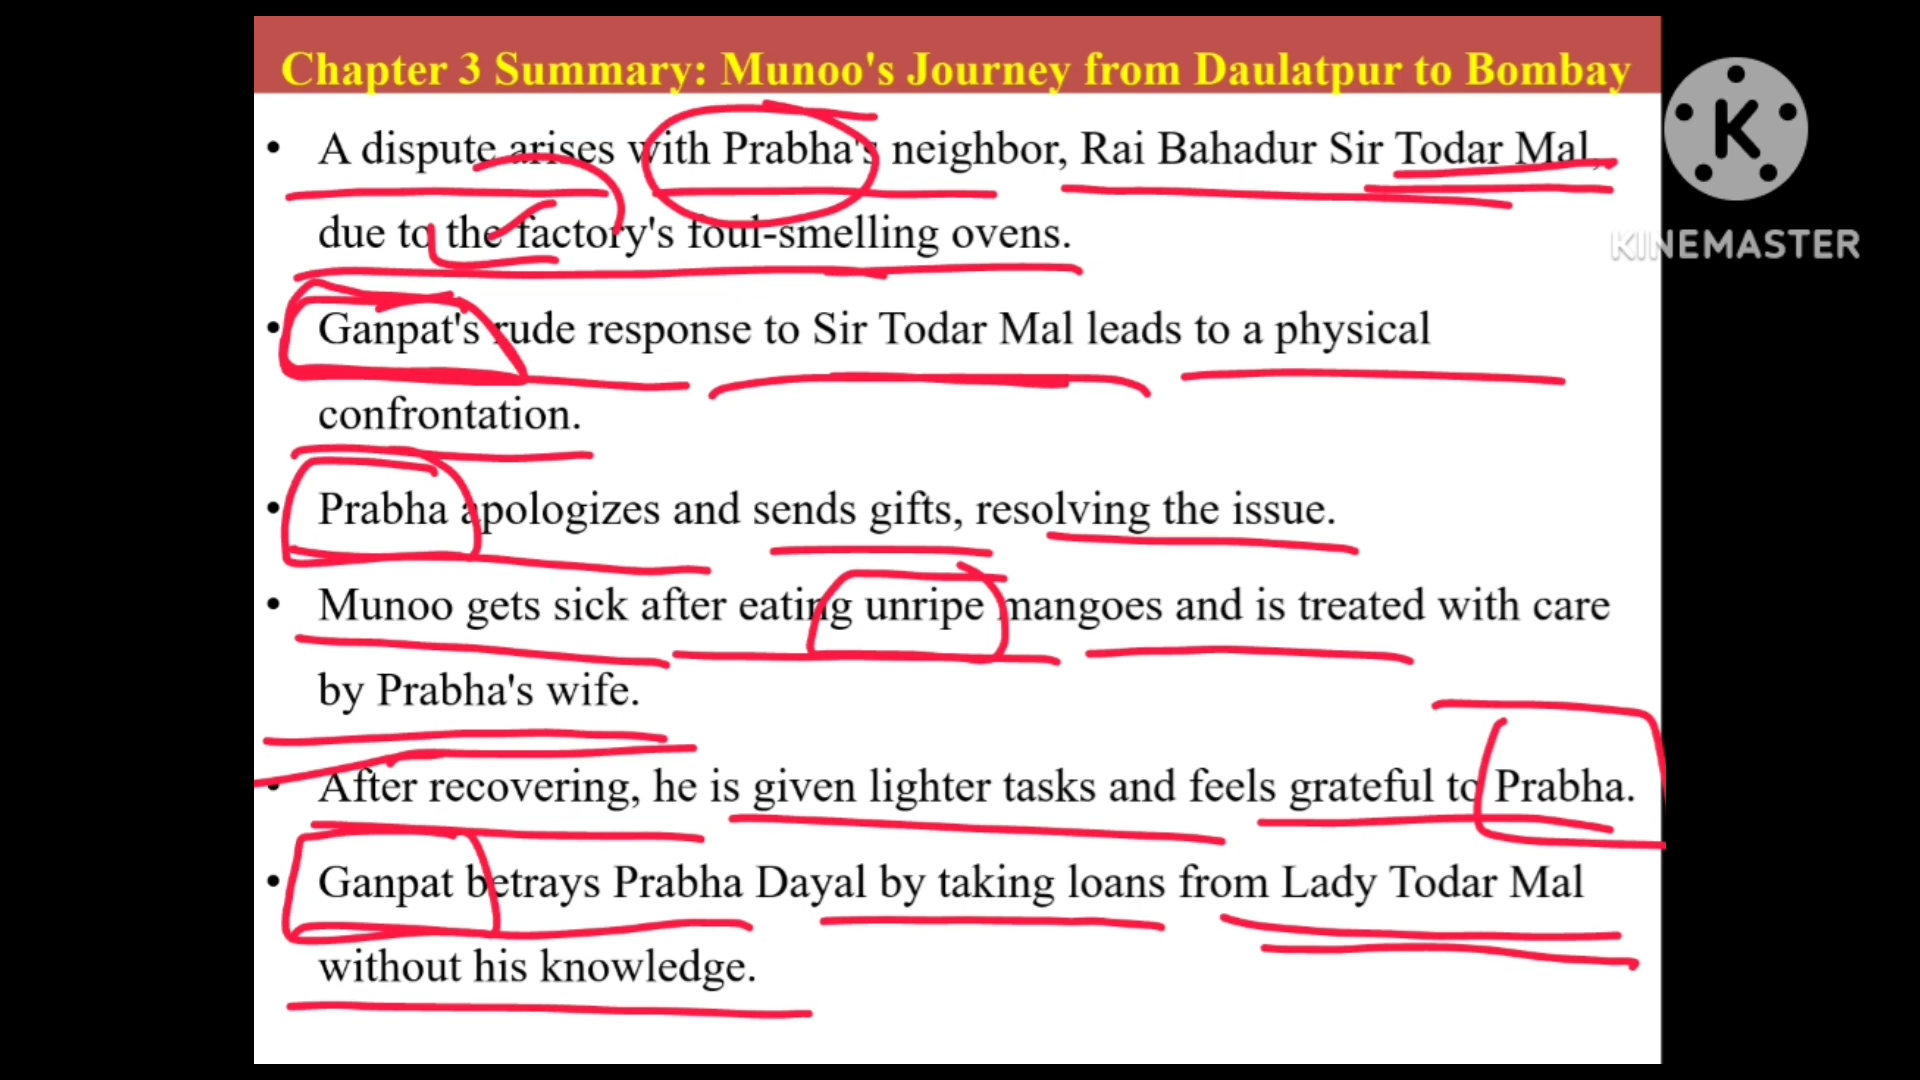 Chapter 3 Summary: Munoo's Journey from Daulatpur to Bombay
• A dispute arises with Prabha's neighbor, Rai Bahadur Sir Todar Mal,
due to the factory's foul-smelling ovens.
• Ganpat's rude response to Sir Todar Mal leads to a physical
confrontation.
• Prabha apologizes and sends gifts, resolving the issue.
• Munoo gets sick after eating unripe mangoes and is treated with care
by Prabha's wife.
• After recovering, he is given lighter tasks and feels grateful to Prabha.
• Ganpat betrays Prabha Dayal by taking loans from Lady Todar Mal
without his knowledge.
K
KINEMASTER